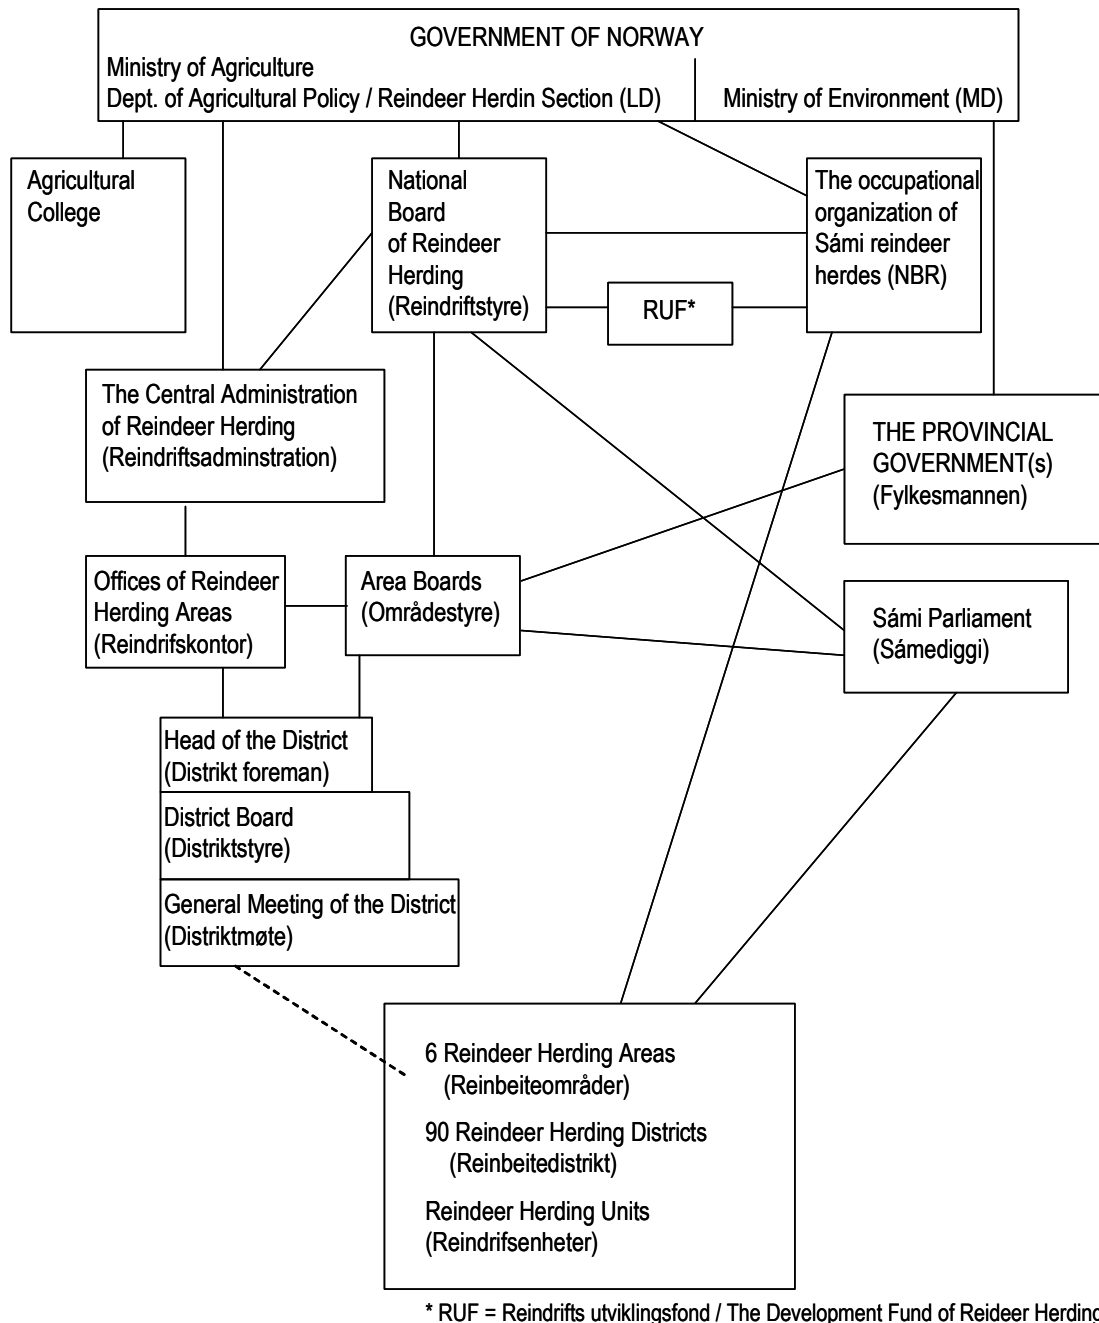 GOVERNMENT OF NORWAY
Ministry of Agriculture
Dept. of Agricultural Policy / Reindeer Herdin Section (LD)
Ministry of Environment (MD)
Agricultural
College
National
Board
of Reindeer
Herding
(Reindriftstyre)
The occupational
organization of
Sámi reindeer
herdes (NBR)
RUF*
The Central Administration
of Reindeer Herding
(Reindriftsadminstration)
THE PROVINCIAL
GOVERNMENT(s)
(Fylkesmannen)
Offices of Reindeer
Herding Areas
(Reindrifskontor)
Area Boards
(Områdestyre)
Sámi Parliament
(Sámediggi)
Head of the District
(Distrikt foreman)
District Board
(Distriktstyre)
General Meeting of the District
(Distriktmøte)
6 Reindeer Herding Areas
(Reinbeiteområder)
90 Reindeer Herding Districts
(Reinbeitedistrikt)
Reindeer Herding Units
(Reindrifsenheter)
* RUF = Reindrifts utviklingsfond / The Development Fund of Reideer Herding